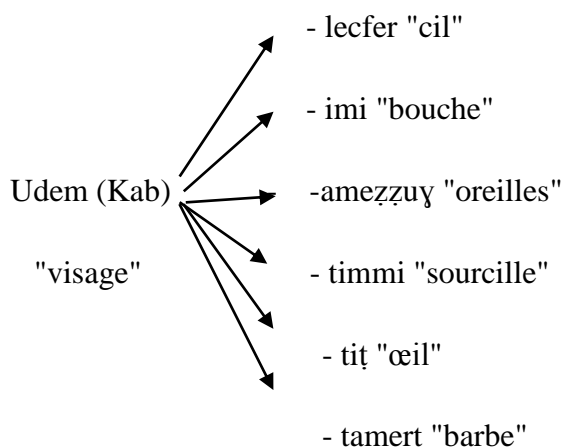 - lecfer "cil"
- imi "bouche"
Udem (Kab)
-ameẓẓuɣ "oreilles"
"visage"
- timmi "sourcille"
- tiṭ "œil"
- tamert "barbe"